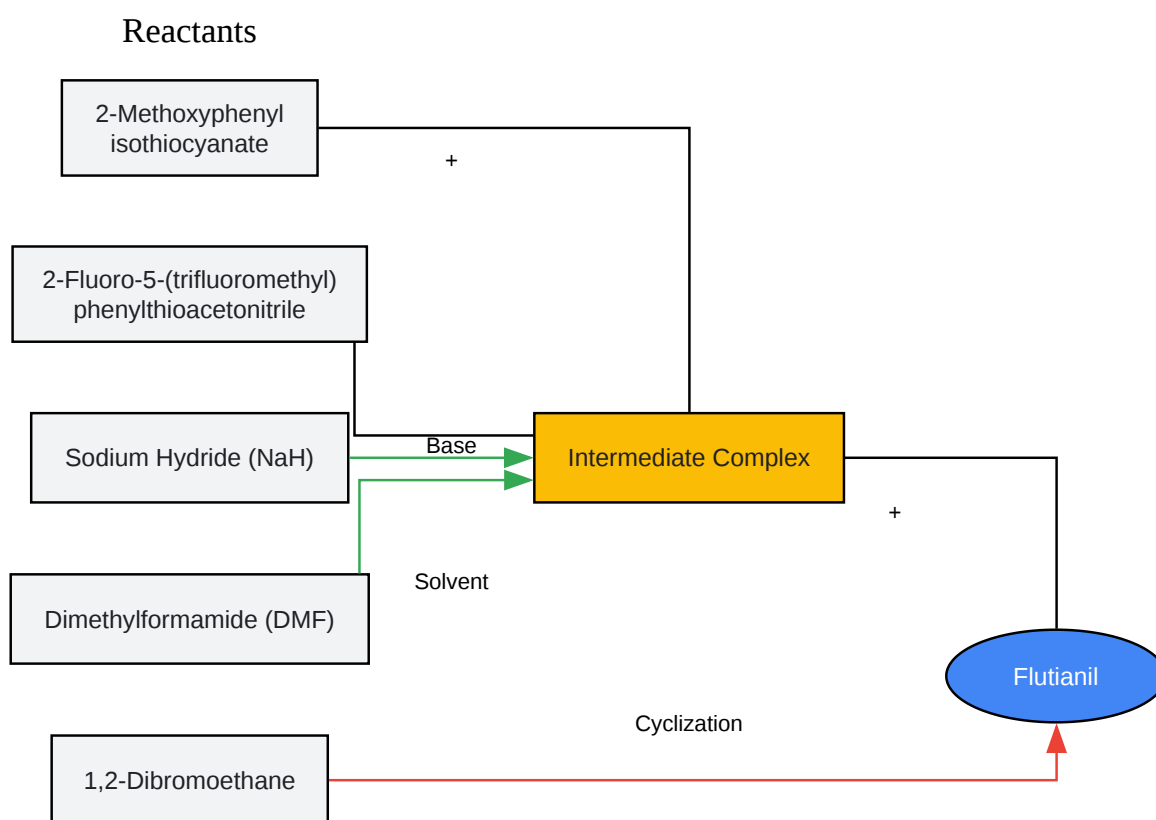 Reactants
2-Methoxyphenyl
isothiocyanate
+
2-Fluoro-5-(trifluoromethyl)
phenylthioacetonitrile
Sodium Hydride (NaH)
Base
Intermediate Complex
+
Solvent
Dimethylformamide (DMF)
Flutianil
Cyclization
1,2-Dibromoethane